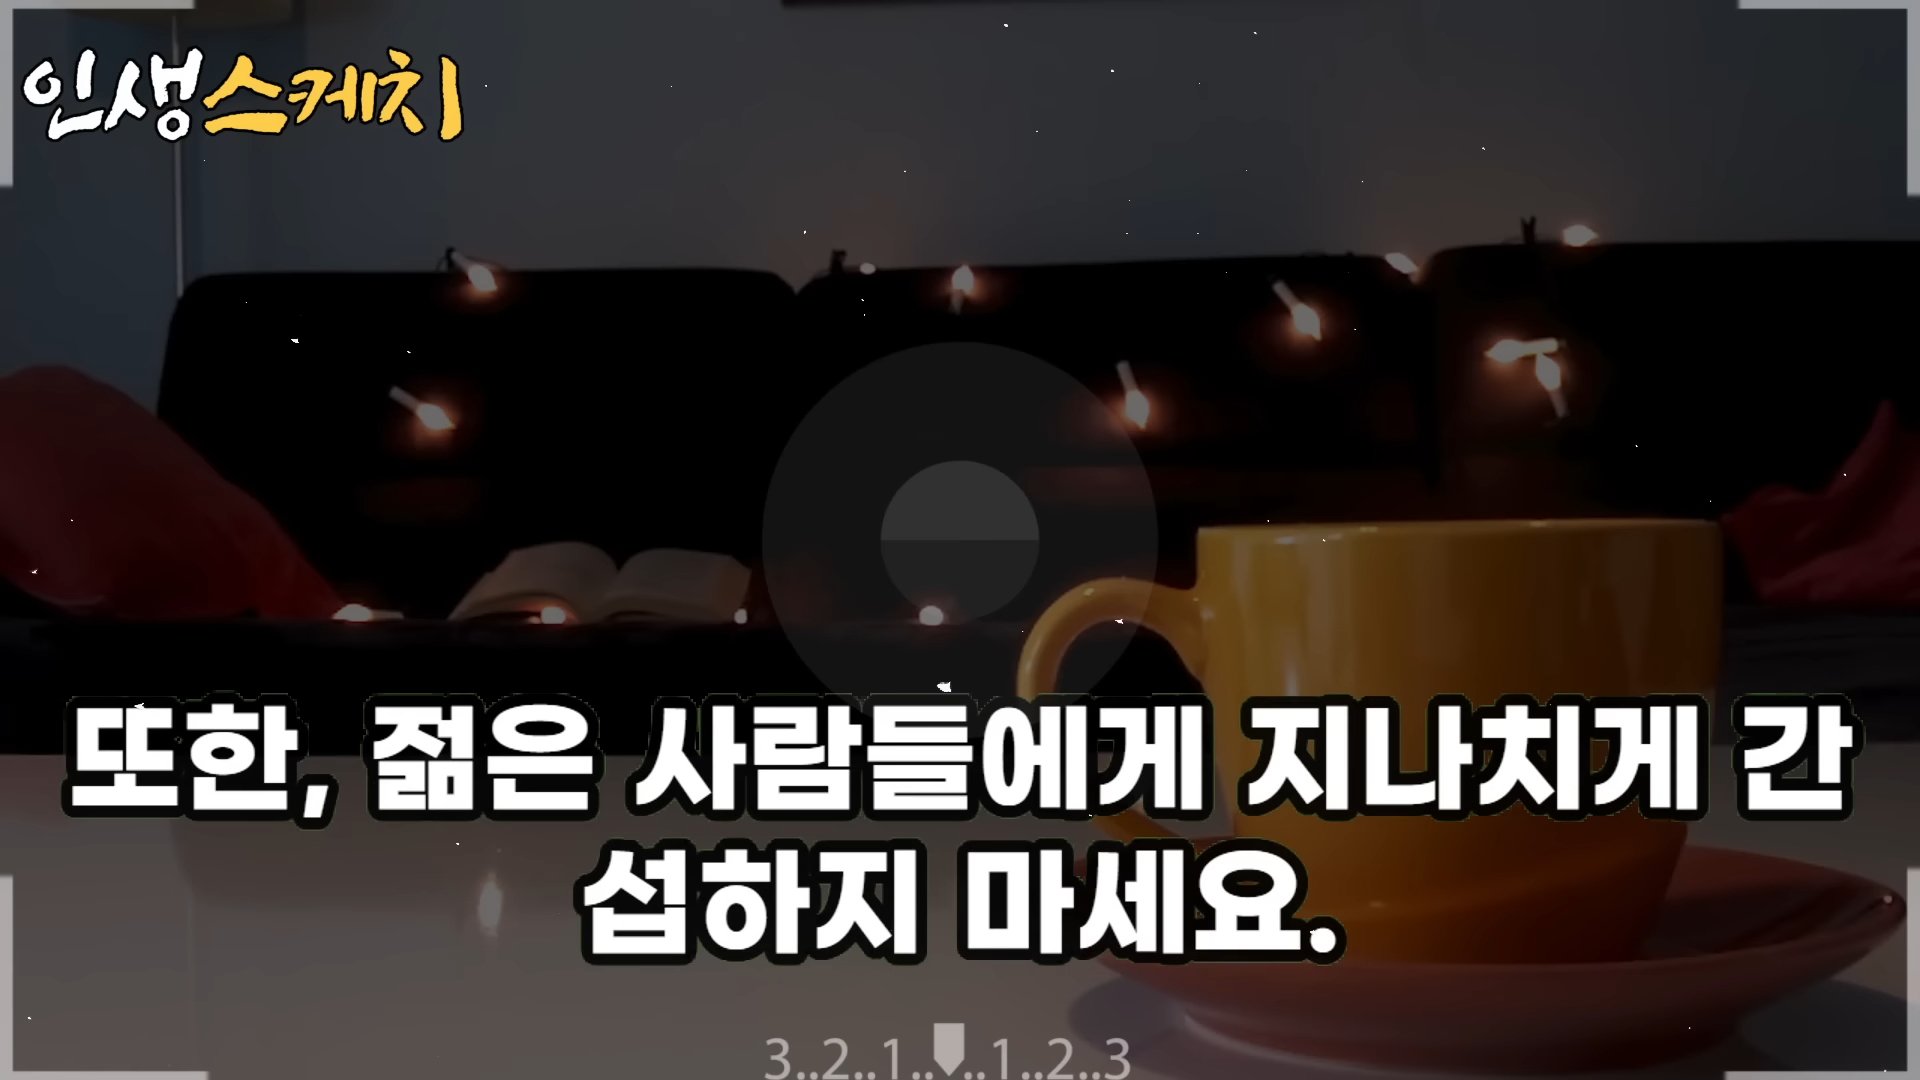 인생스케치
또한, 젊은 사람들에게 지나치게 간
섭하지 마세요.
3..2..1.. ..1..2..3